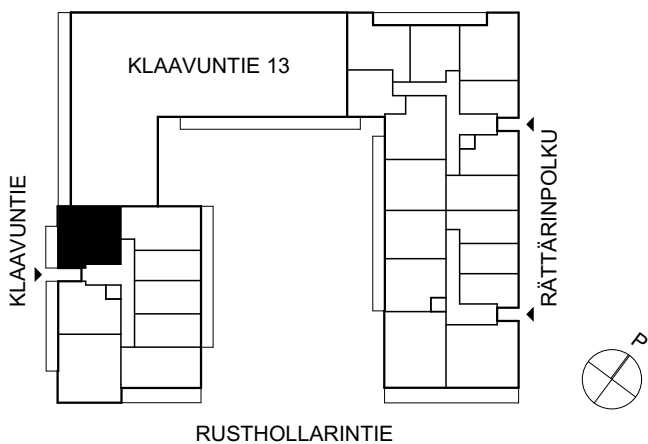 KLAAVUNTIE 13
KLAAVUNTIE
RÄTTÄRINPOLKU
P
RUSTHOLLARINTIE